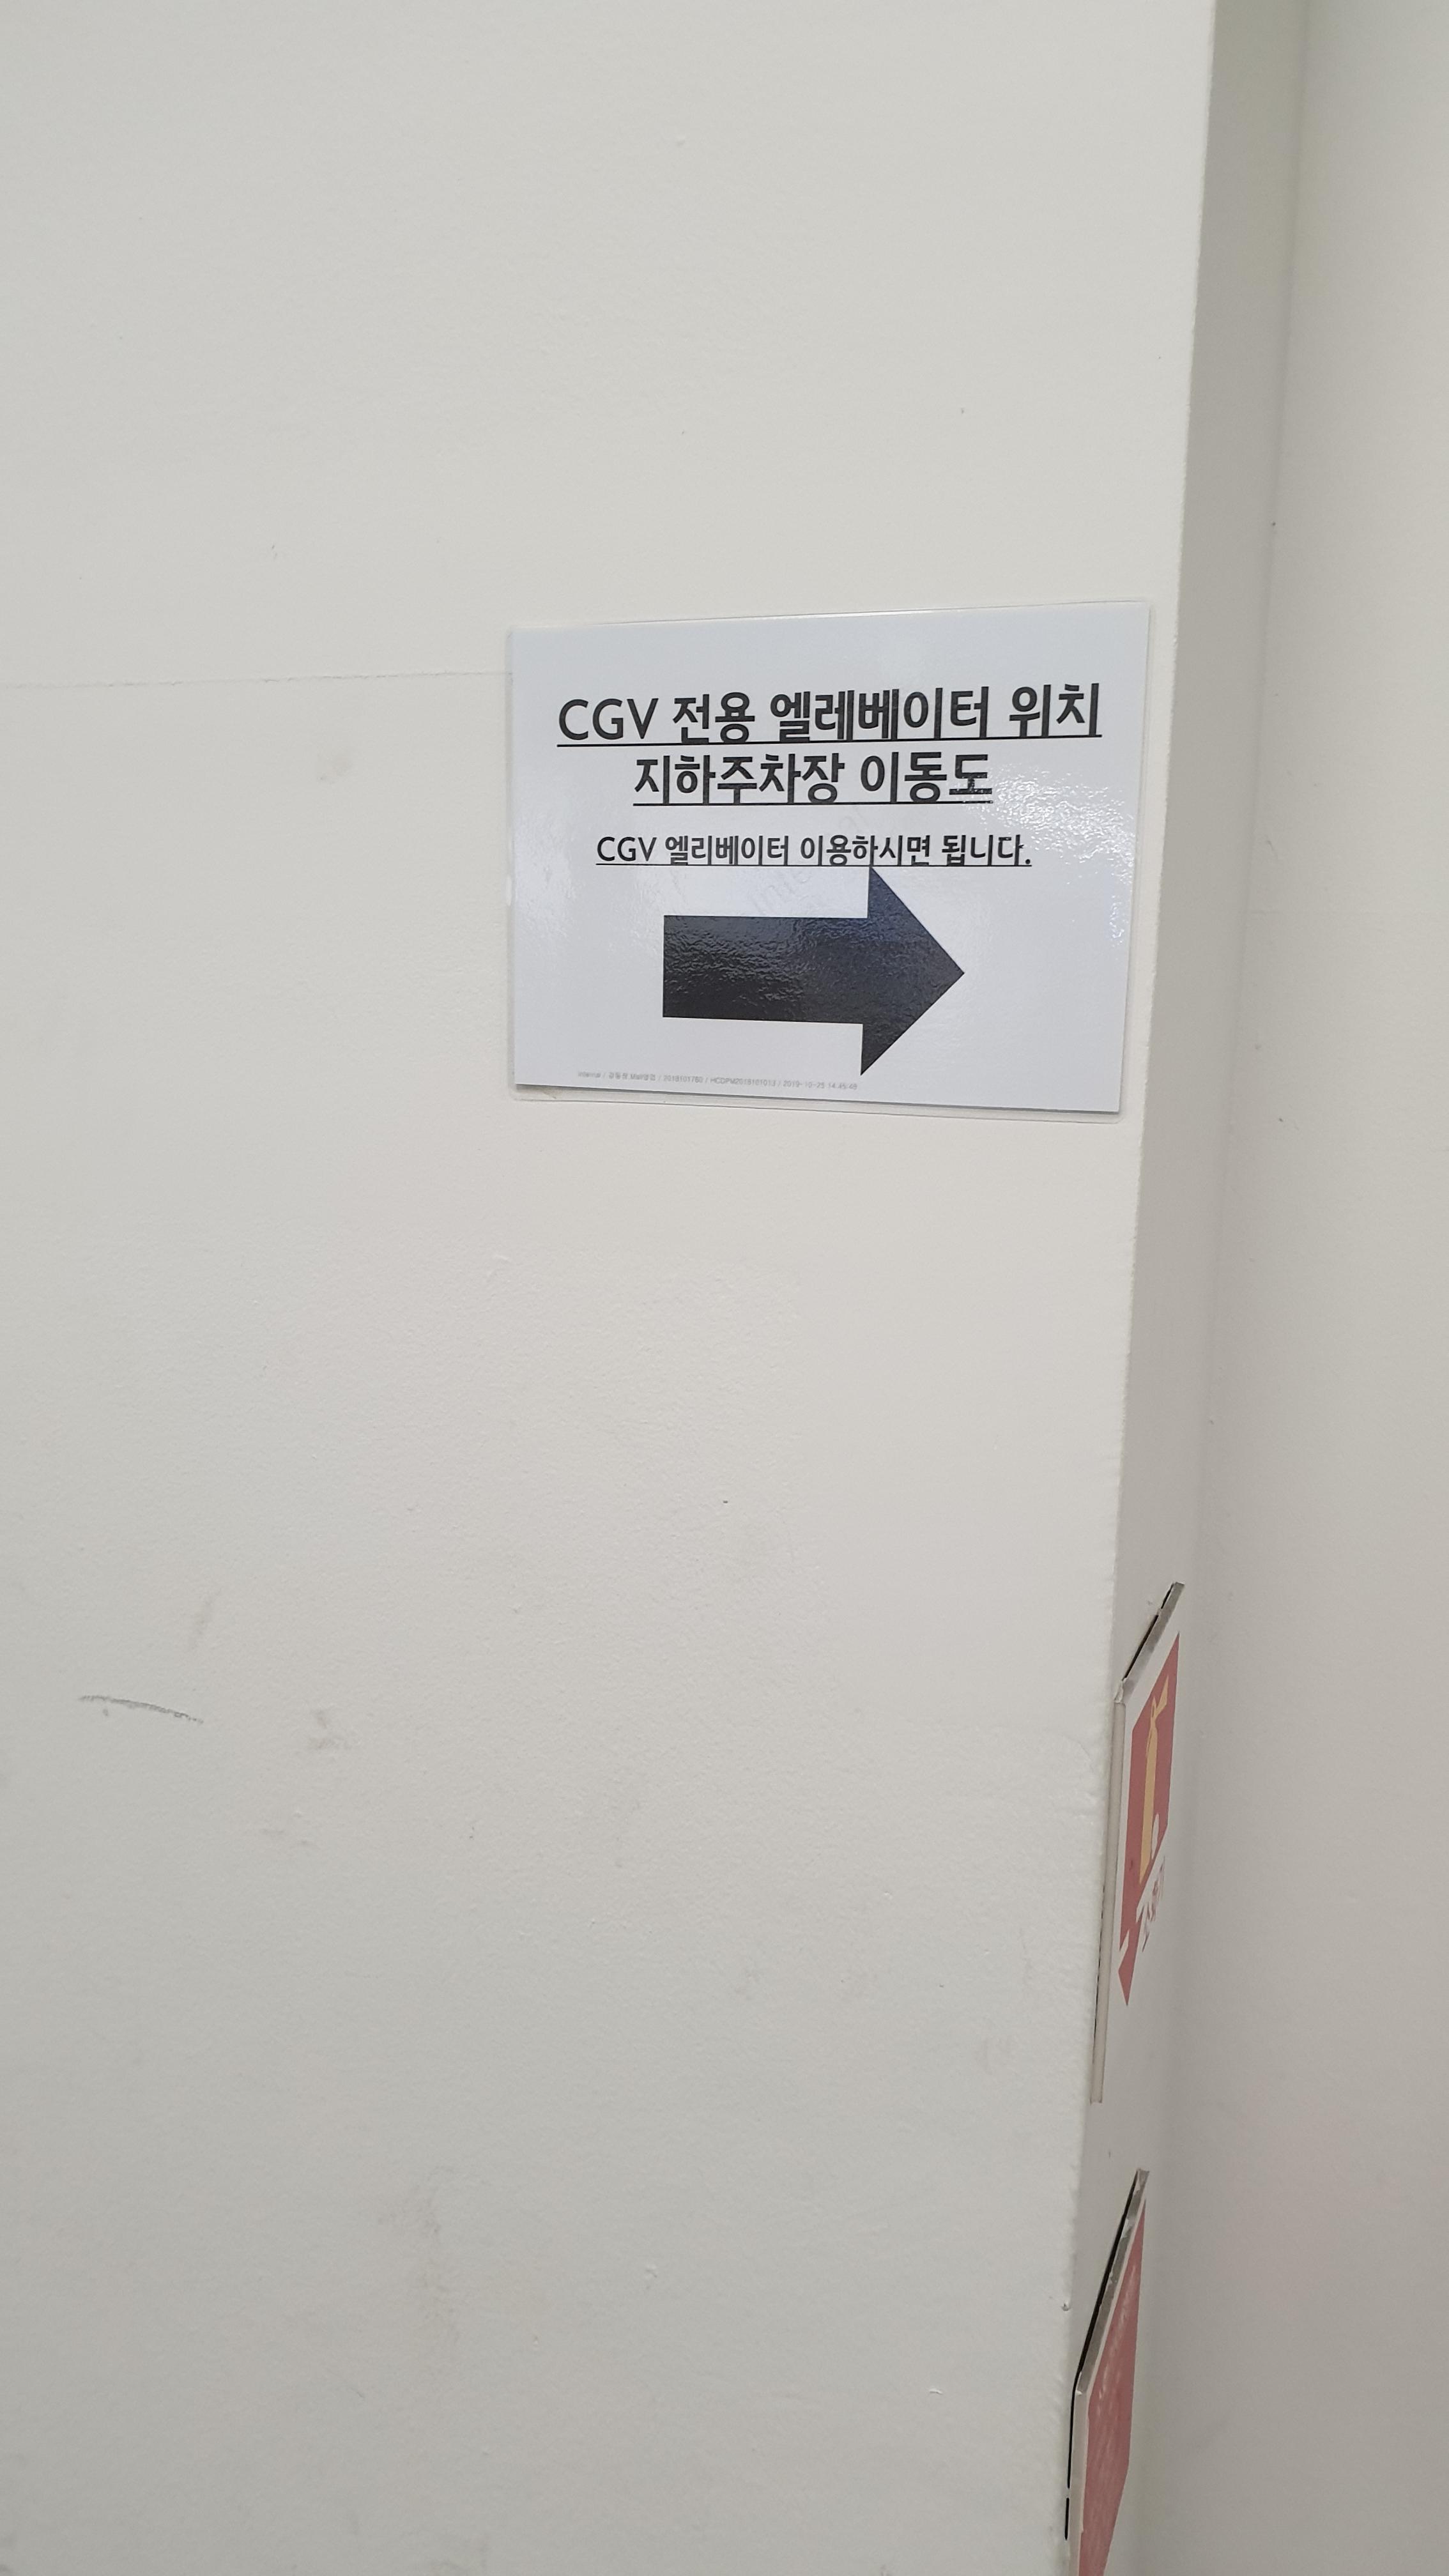 CGV 전용 엘레베이터 위치
지하주차장 이동도
CGV 엘리베이터 이용하시면 됩니다.